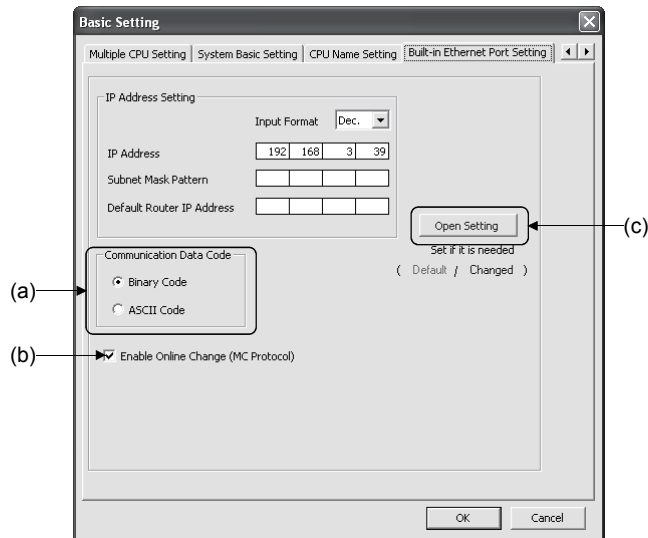 Basic Setting
Multiple CPU Setting System Basic Setting CPU Name Setting Built-in Ethernet Port Setting
IP Address Setting
Input Format Dec.
IP Address 192 168 3 39
Subnet Mask Pattern
Default Router IP Address
Open Setting (c)
Set if it is needed
( Default / Changed )
Communication Data Code
(a) Binary Code
ASCII Code
(b) Enable Online Change (MC Protocol)
OK Cancel